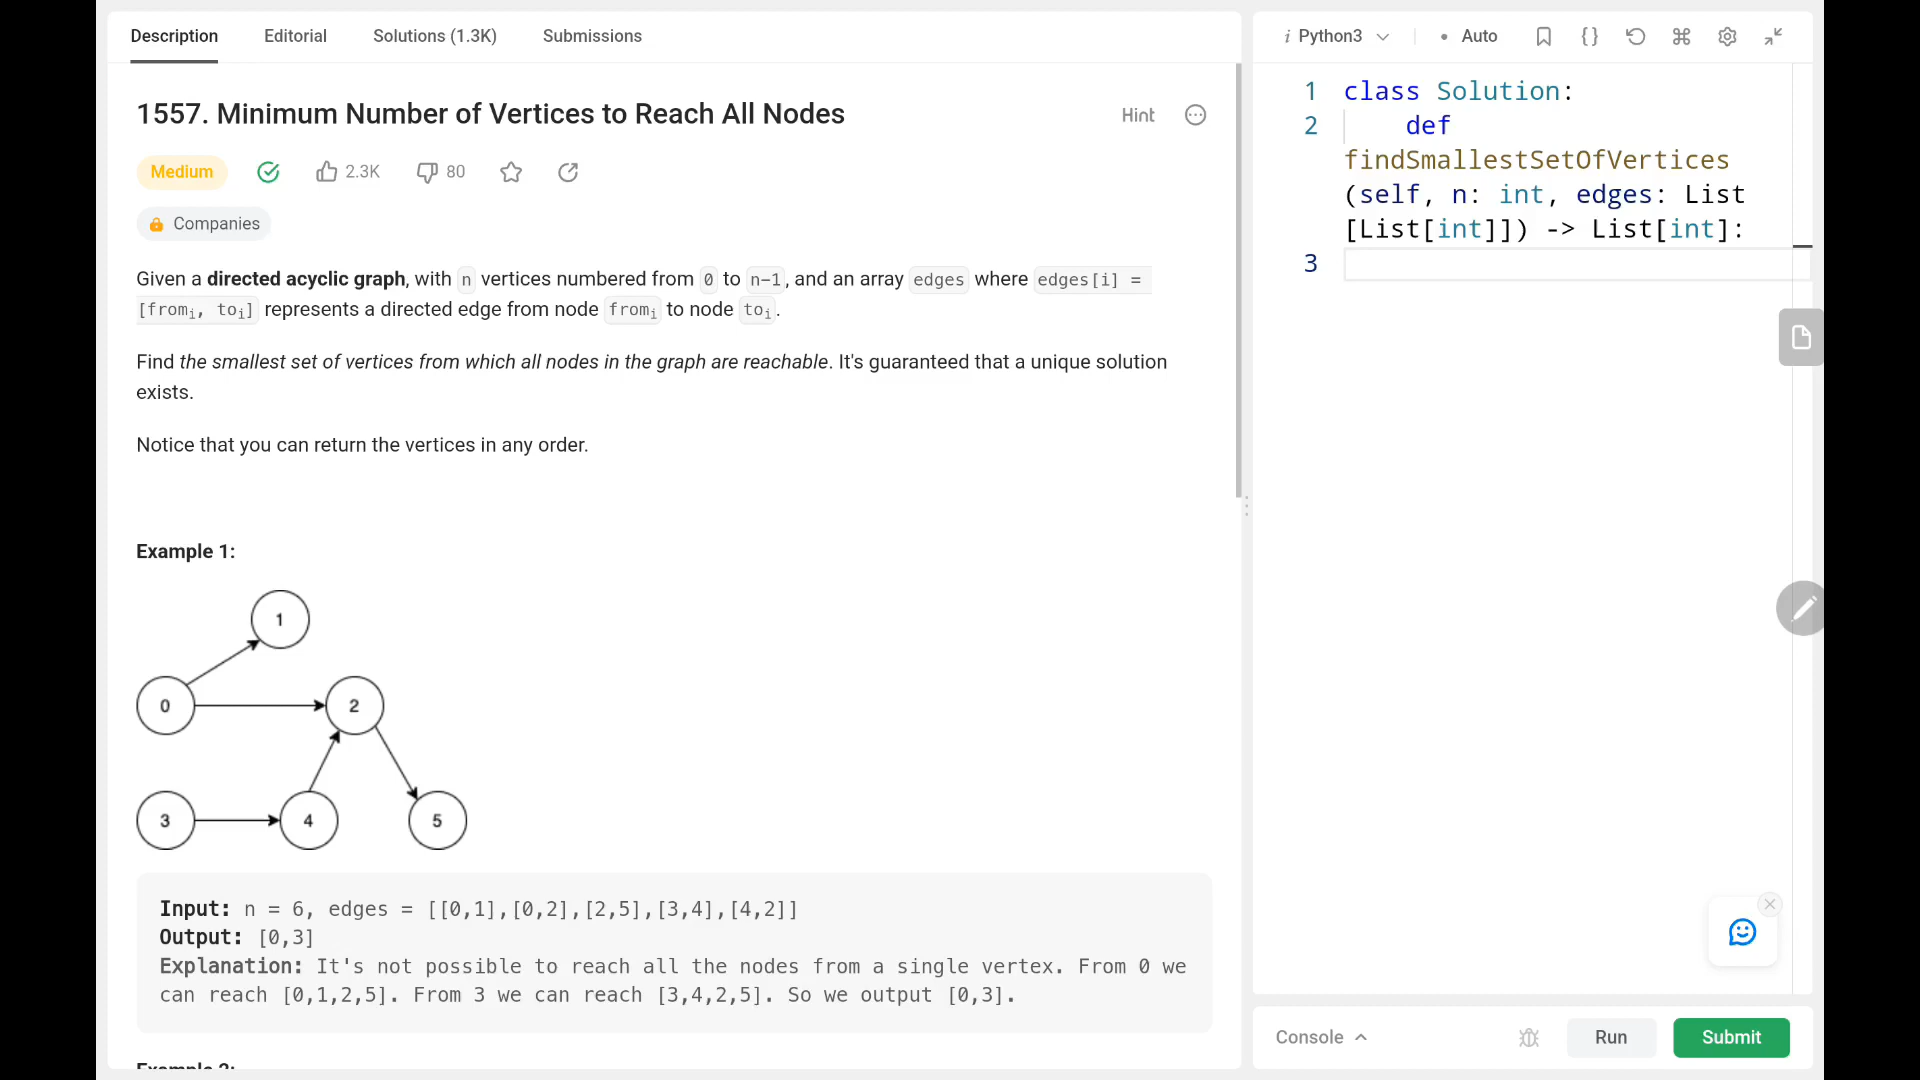 Description Editorial Solutions (1.3K) Submissions
1557. Minimum Number of Vertices to Reach All Nodes Hint
Medium 2.3K 80
Companies
Given a directed acyclic graph, with n vertices numbered from 0 to n-1, and an array edges where edges[i] =
[fromi, toi] represents a directed edge from node fromi to node toi.
Find the smallest set of vertices from which all nodes in the graph are reachable. It's guaranteed that a unique solution
exists.
Notice that you can return the vertices in any order.
Example 1:
1
0
2
3
4
5
Input: n = 6, edges = [[0,1],[0,2],[2,5],[3,4],[4,2]]
Output: [0,3]
Explanation: It's not possible to reach all the nodes from a single vertex. From 0 we
can reach [0,1,2,5]. From 3 we can reach [3,4,2,5]. So we output [0,3].
Example 2:
i Python3 • Auto {}
1 class Solution:
2 def
findSmallestSetOfVertices
(self, n: int, edges: List
[List[int]]) -> List[int]:
3
Console Run Submit